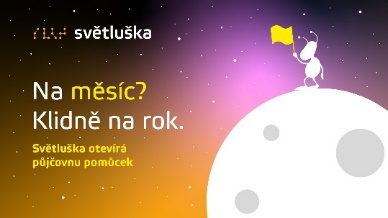 světluška
Na měsíc?
Klidně na rok.
Světluška otevírá
půjčovnu pomůcek